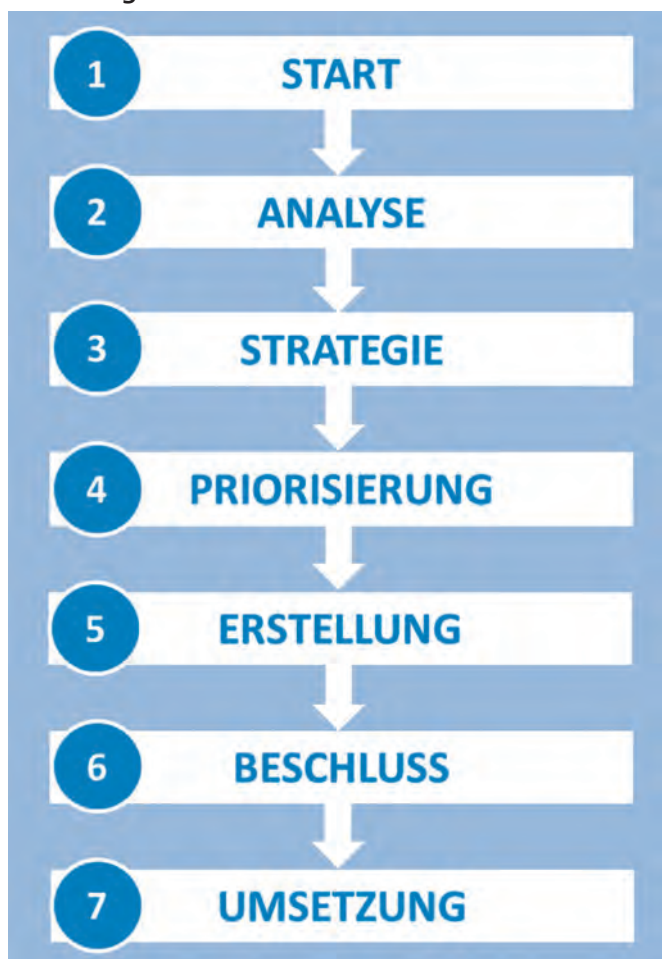 1 START
2 ANALYSE
3 STRATEGIE
4 PRIORISIERUNG
5 ERSTELLUNG
6 BESCHLUSS
7 UMSETZUNG